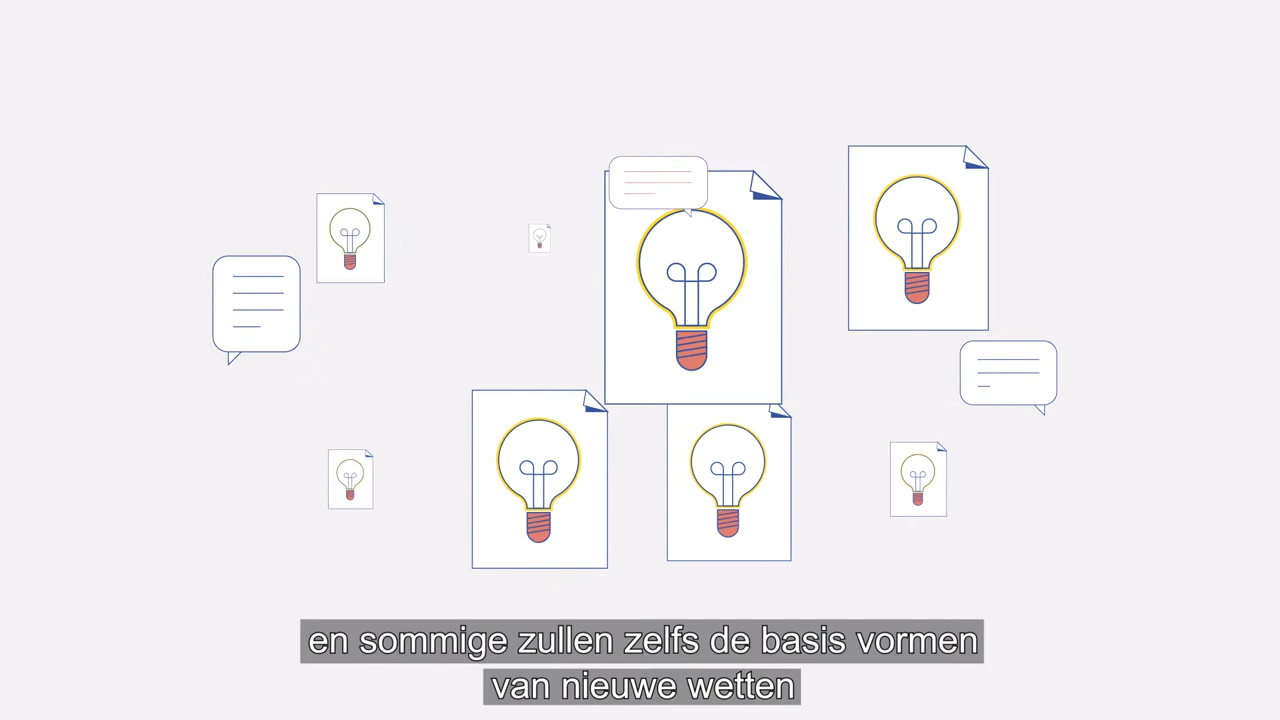 en sommige zullen zelfs de basis vormen
van nieuwe wetten